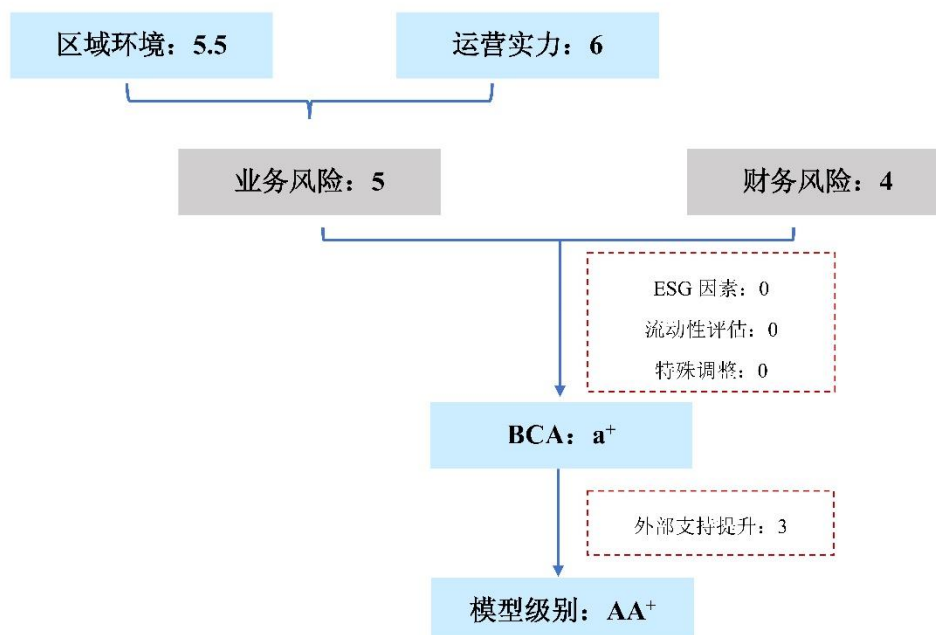 区域环境：5.5
运营实力：6
业务风险：5
财务风险：4
ESG 因素：0
流动性评估：0
特殊调整：0
BCA：a⁺
外部支持提升：3
模型级别：AA⁺